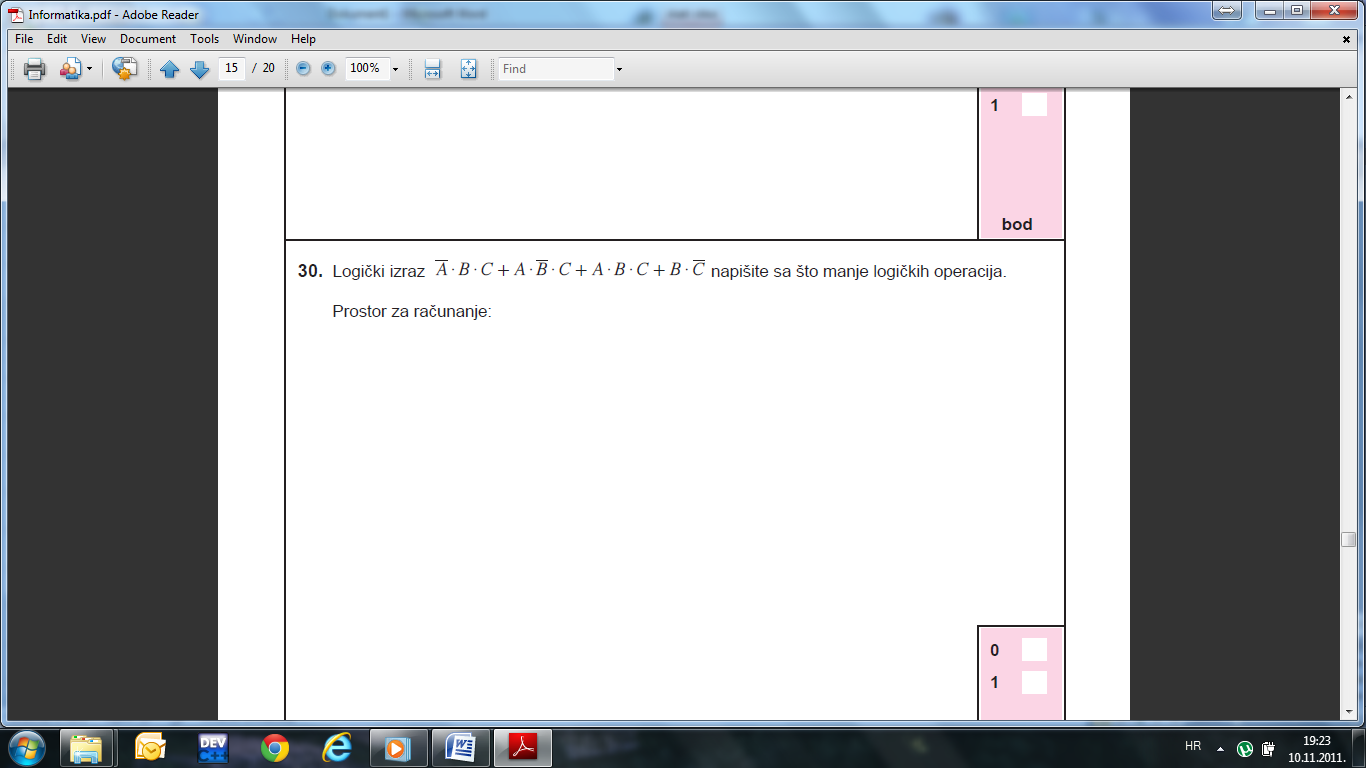 Informatika.pdf - Adobe Reader
File Edit View Document Tools Window Help
15 / 20 100% Find
1
bod
30. Logički izraz A̅ · B · C + A · B̅ · C + A · B · C + B · C̅ napišite sa što manje logičkih operacija.
Prostor za računanje:
0
1
DEV
C++
HR
19:23
10.11.2011.